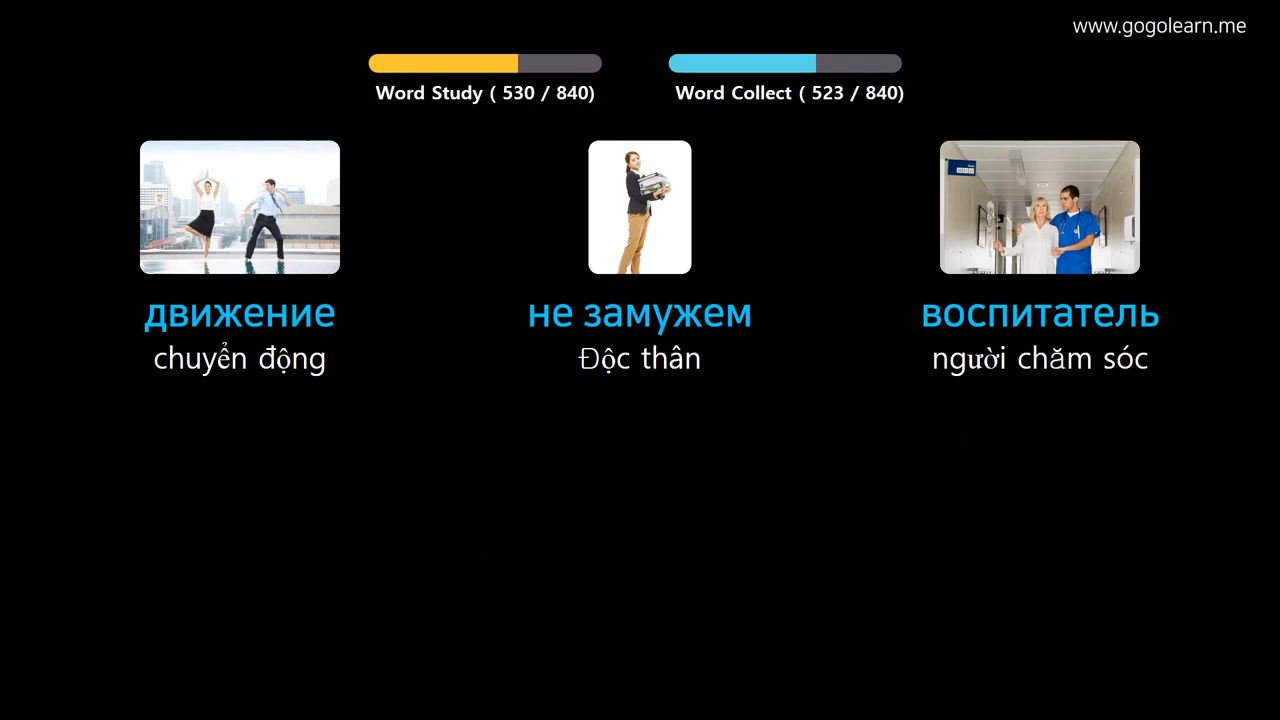 www.gogolearn.me
Word Study ( 530 / 840)
Word Collect ( 523 / 840)
движение
не замужем
воспитатель
chuyển động
Độc thân
người chăm sóc